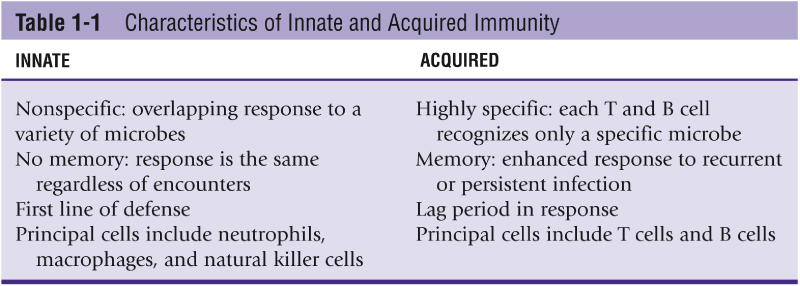 Table 1-1 Characteristics of Innate and Acquired Immunity
INNATE
Nonspecific: overlapping response to a
variety of microbes
No memory: response is the same
regardless of encounters
First line of defense
Principal cells include neutrophils,
macrophages, and natural killer cells
ACQUIRED
Highly specific: each T and B cell
recognizes only a specific microbe
Memory: enhanced response to recurrent
or persistent infection
Lag period in response
Principal cells include T cells and B cells